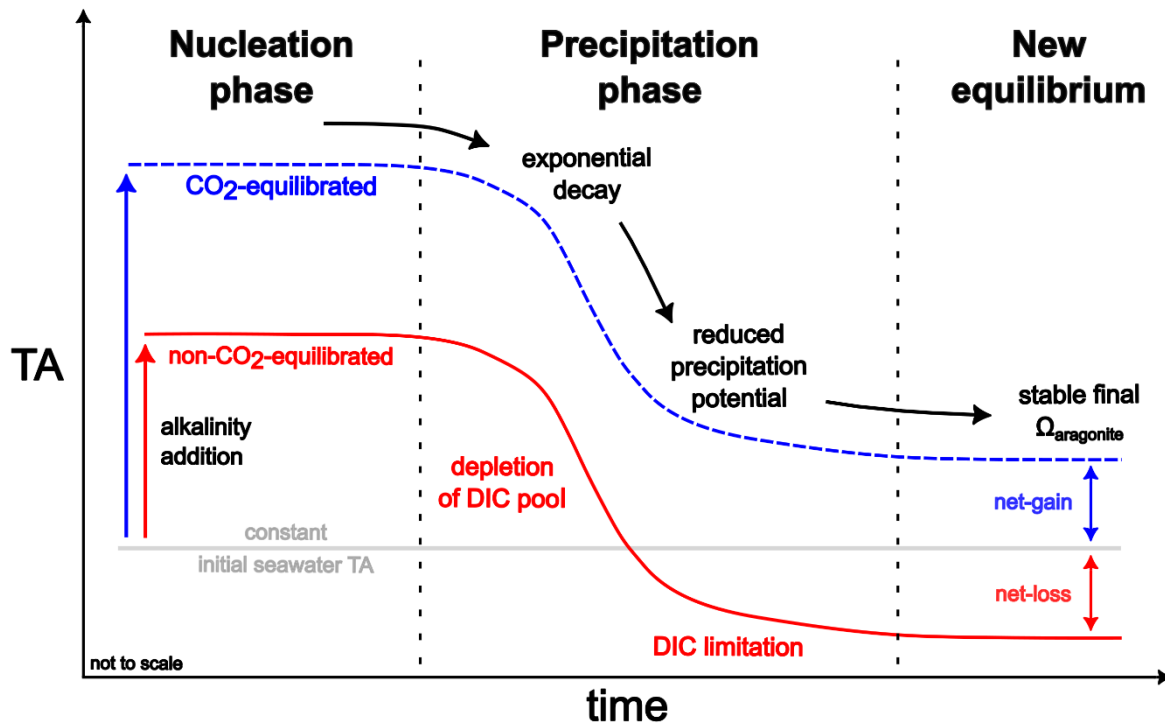 Nucleation
phase
Precipitation
phase
New
equilibrium
CO2-equilibrated
exponential
decay
non-CO2-equilibrated
TA
alkalinity
addition
reduced
precipitation
potential
stable final
Ωaragonite
depletion
of DIC pool
net-gain
constant
initial seawater TA
net-loss
DIC limitation
not to scale
time